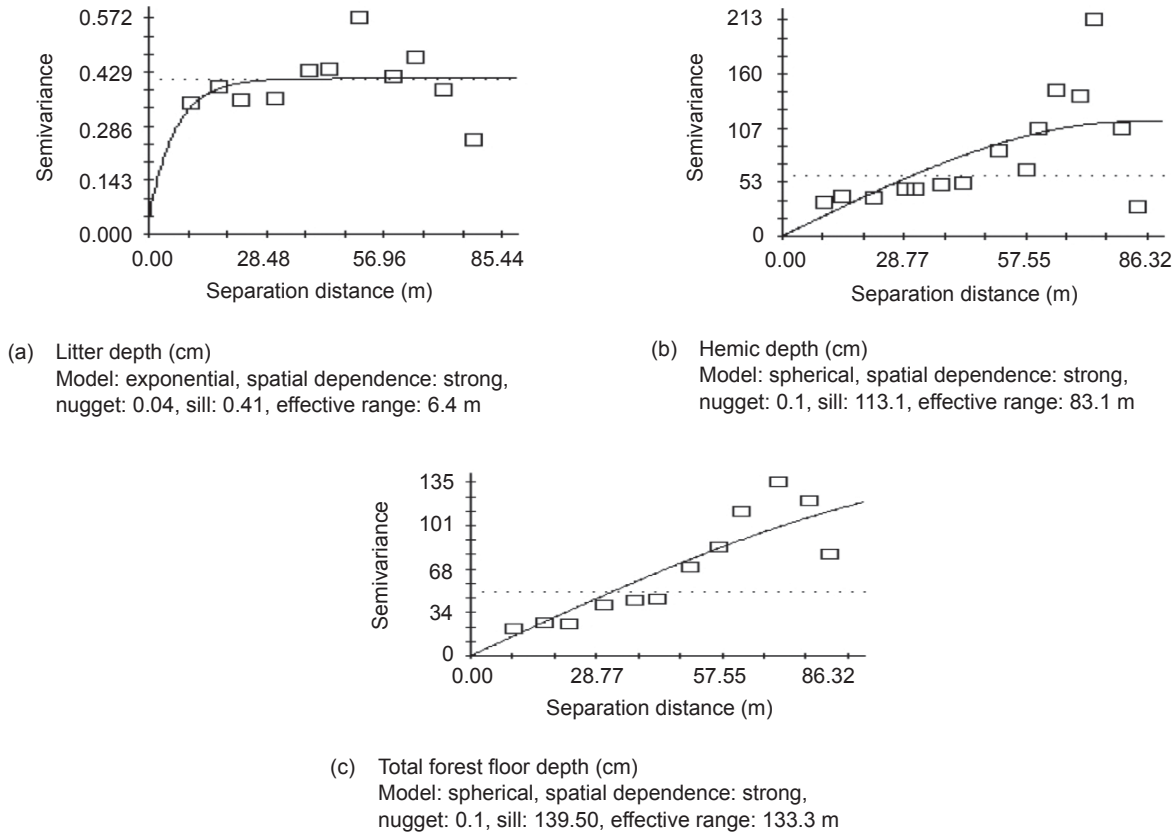 0.572
0.429
0.286
0.143
0.000
Semivariance
0.00 28.48 56.96 85.44
Separation distance (m)
(a) Litter depth (cm)
Model: exponential, spatial dependence: strong,
nugget: 0.04, sill: 0.41, effective range: 6.4 m
213
160
107
53
0
Semivariance
0.00 28.77 57.55 86.32
Separation distance (m)
(b) Hemic depth (cm)
Model: spherical, spatial dependence: strong,
nugget: 0.1, sill: 113.1, effective range: 83.1 m
135
101
68
34
0
Semivariance
0.00 28.77 57.55 86.32
Separation distance (m)
(c) Total forest floor depth (cm)
Model: spherical, spatial dependence: strong,
nugget: 0.1, sill: 139.50, effective range: 133.3 m